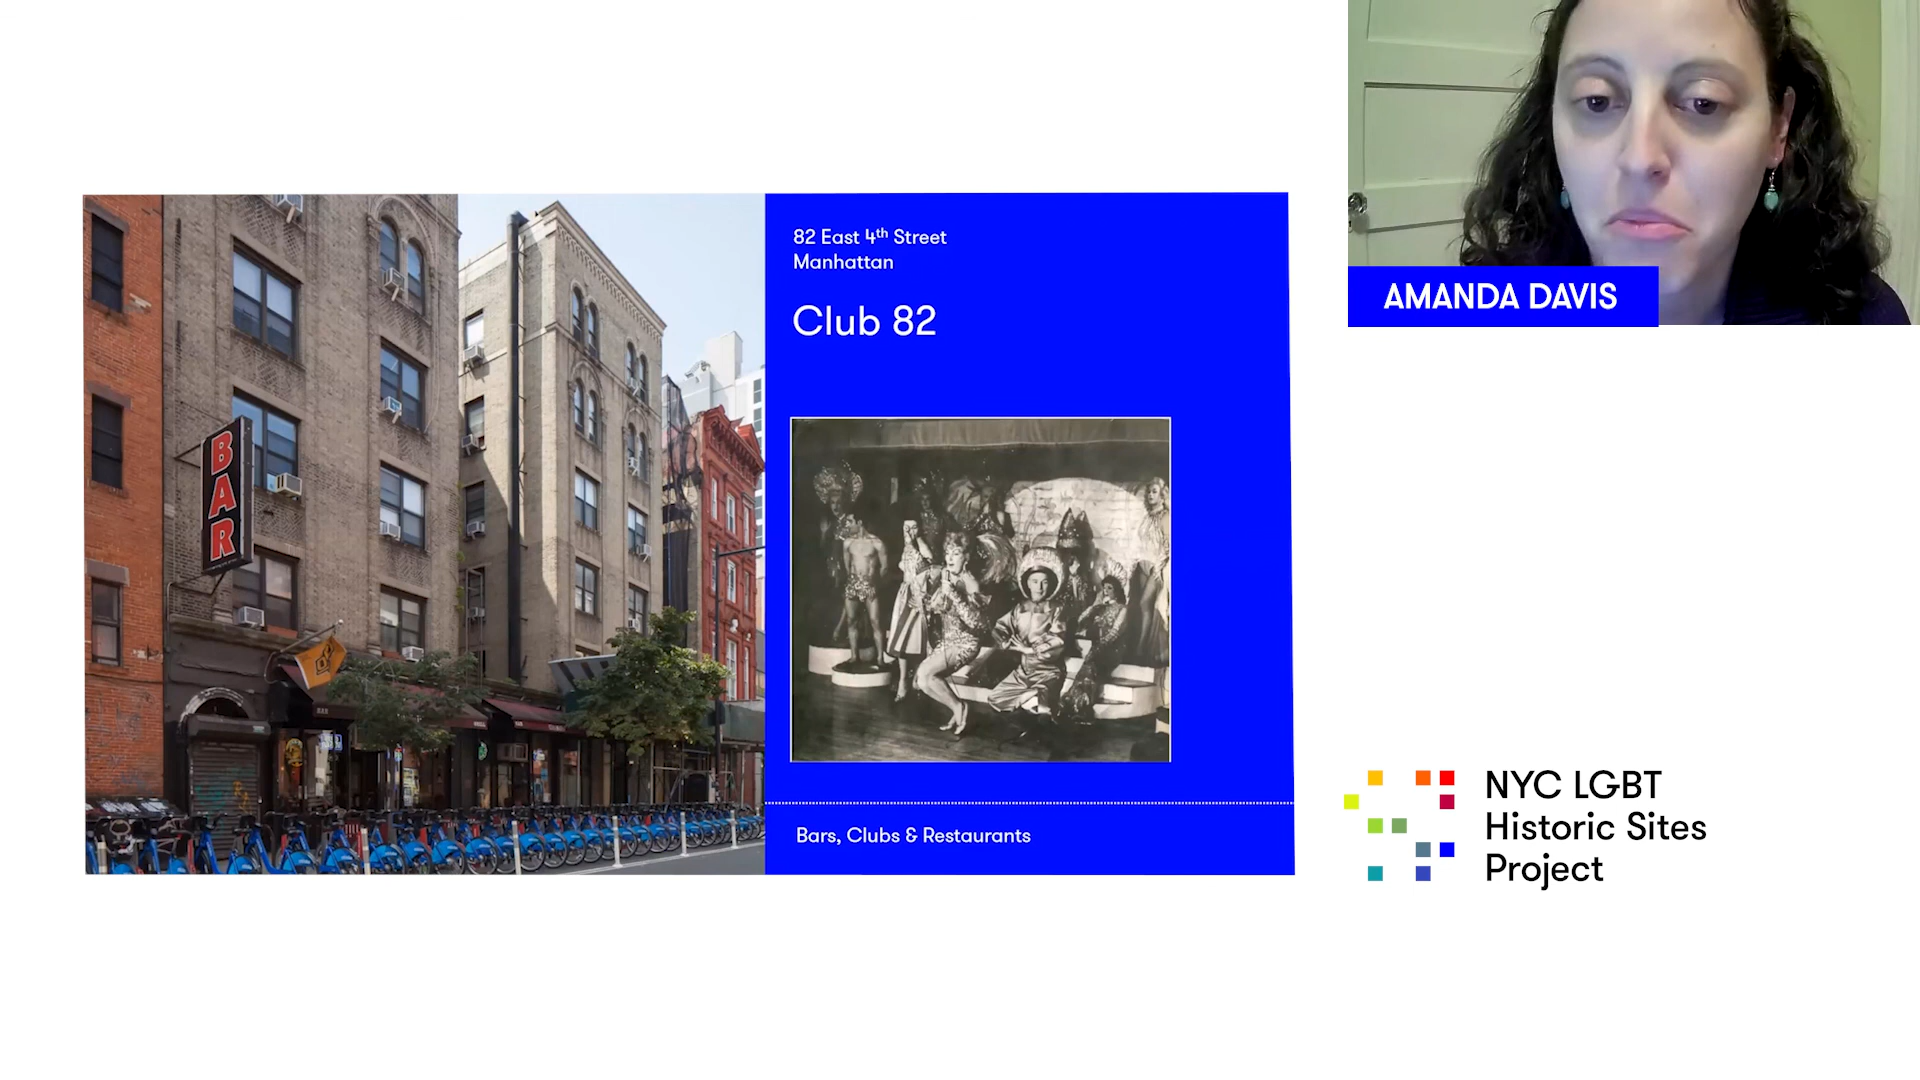 82 East 4th Street
Manhattan
Club 82
BAR
Bars, Clubs & Restaurants
AMANDA DAVIS
NYC LGBT
Historic Sites
Project